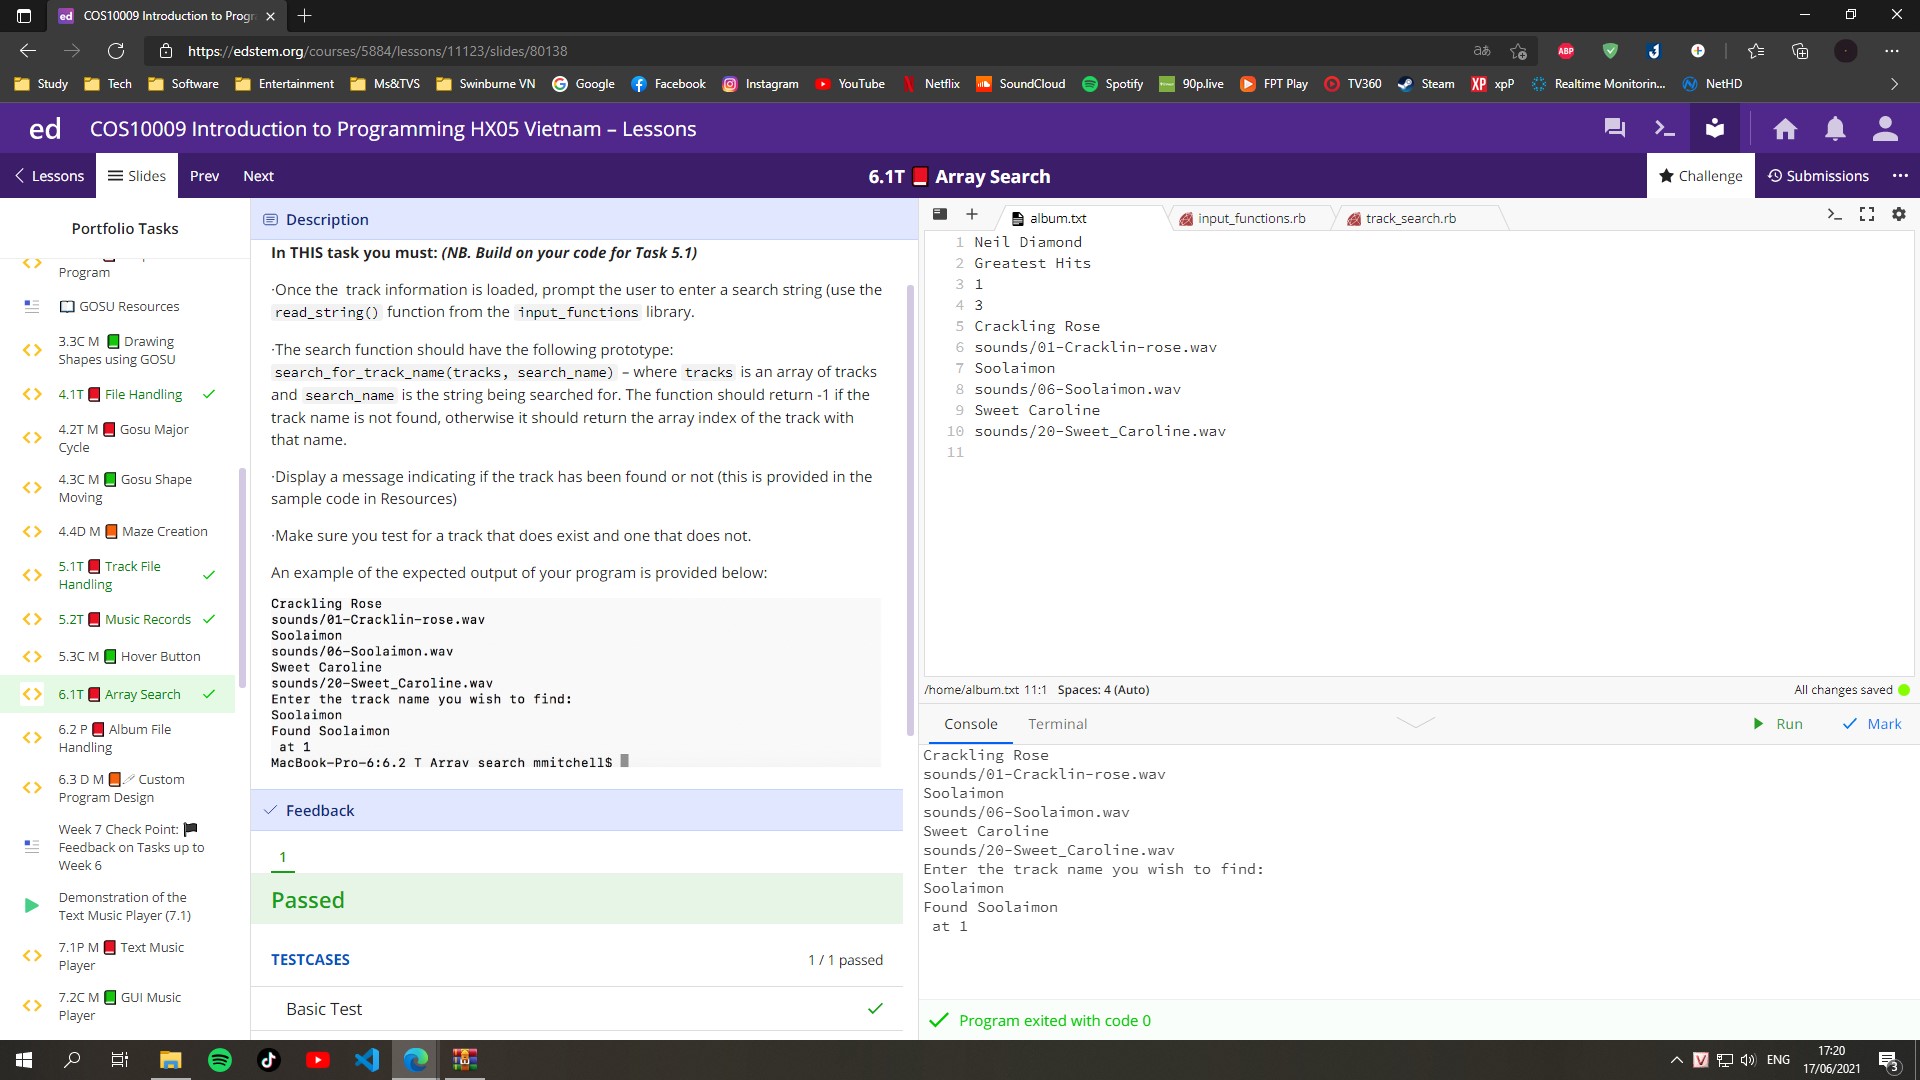 COS10009 Introduction to Progr
https://edstem.org/courses/5884/lessons/11123/slides/80138
Study
Tech
Software
Entertainment
Ms&TVS
Swinburne VN
Google
Facebook
Instagram
YouTube
Netflix
SoundCloud
Spotify
90p.live
FPT Play
TV360
Steam
xpP
Realtime Monitorin...
NetHD
ed COS10009 Introduction to Programming HX05 Vietnam – Lessons
Lessons
Slides
Prev
Next
6.1T Array Search
Challenge
Submissions
Portfolio Tasks
Program
GOSU Resources
3.3C M Drawing
Shapes using GOSU
4.1T File Handling
4.2T M Gosu Major
Cycle
4.3C M Gosu Shape
Moving
4.4D M Maze Creation
5.1T Track File
Handling
5.2T Music Records
5.3C M Hover Button
6.1T Array Search
6.2 P Album File
Handling
6.3 D M Custom
Program Design
Week 7 Check Point:
Feedback on Tasks up to
Week 6
Demonstration of the
Text Music Player (7.1)
7.1P M Text Music
Player
7.2C M GUI Music
Player
Description
In THIS task you must: (NB. Build on your code for Task 5.1)
·Once the track information is loaded, prompt the user to enter a search string (use the
read_string() function from the input_functions library.
·The search function should have the following prototype:
search_for_track_name(tracks, search_name) – where tracks is an array of tracks
and search_name is the string being searched for. The function should return -1 if the
track name is not found, otherwise it should return the array index of the track with
that name.
·Display a message indicating if the track has been found or not (this is provided in the
sample code in Resources)
·Make sure you test for a track that does exist and one that does not.
An example of the expected output of your program is provided below:
Crackling Rose
sounds/01-Cracklin-rose.wav
Soolaimon
sounds/06-Soolaimon.wav
Sweet Caroline
sounds/20-Sweet_Caroline.wav
Enter the track name you wish to find:
Soolaimon
Found Soolaimon
at 1
MacBook-Pro-6:6.2 T Array search mmitchell$
Feedback
1
Passed
TESTCASES 1 / 1 passed
Basic Test
album.txt
input_functions.rb
track_search.rb
1 Neil Diamond
2 Greatest Hits
3 1
4 3
5 Crackling Rose
6 sounds/01-Cracklin-rose.wav
7 Soolaimon
8 sounds/06-Soolaimon.wav
9 Sweet Caroline
10 sounds/20-Sweet_Caroline.wav
11
/home/album.txt 11:1 Spaces: 4 (Auto)
All changes saved
Console
Terminal
Run
Mark
Crackling Rose
sounds/01-Cracklin-rose.wav
Soolaimon
sounds/06-Soolaimon.wav
Sweet Caroline
sounds/20-Sweet_Caroline.wav
Enter the track name you wish to find:
Soolaimon
Found Soolaimon
at 1
Program exited with code 0
ENG
17:20
17/06/2021
3